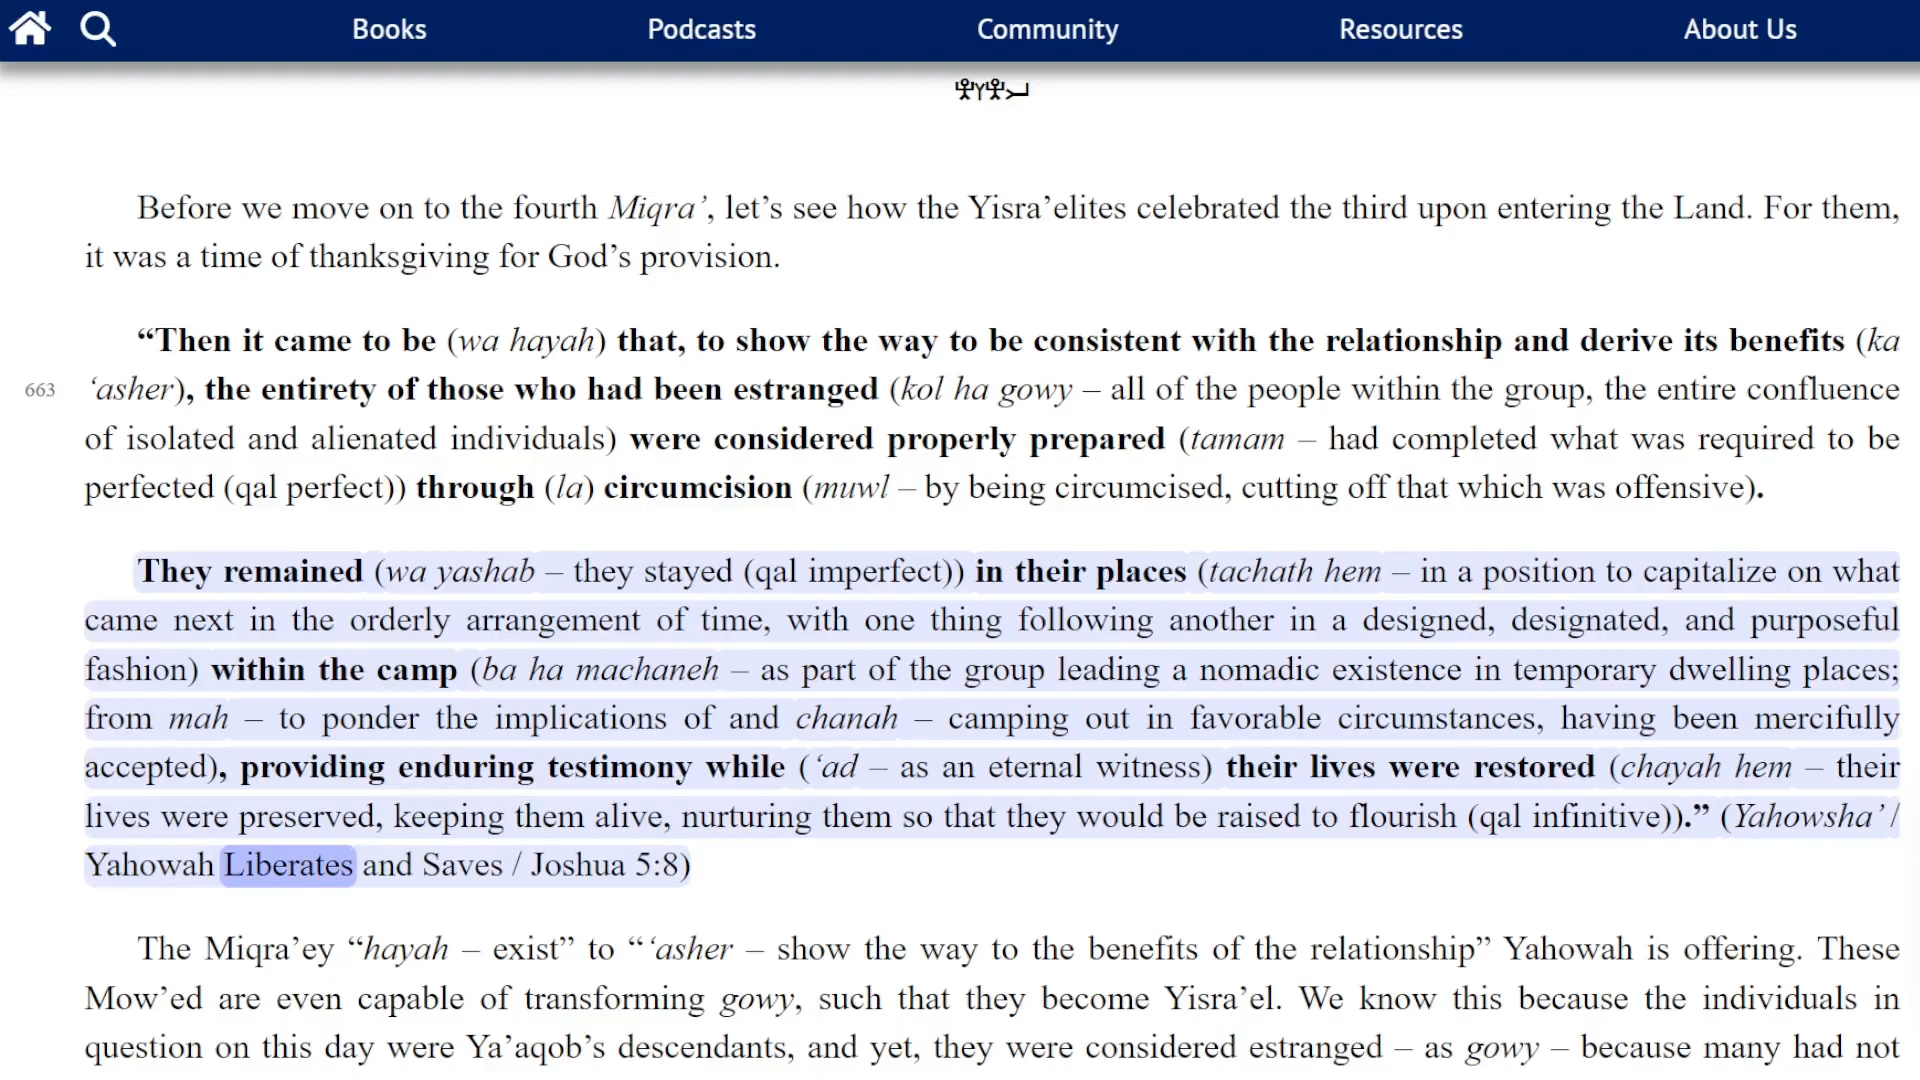 Books Podcasts Community Resources About Us
𐤉𐤄𐤅𐤄
Before we move on to the fourth Miqra’, let’s see how the Yisra’elites celebrated the third upon entering the Land. For them,
it was a time of thanksgiving for God’s provision.
“Then it came to be (wa hayah) that, to show the way to be consistent with the relationship and derive its benefits (ka
663 ‘asher), the entirety of those who had been estranged (kol ha gowy – all of the people within the group, the entire confluence
of isolated and alienated individuals) were considered properly prepared (tamam – had completed what was required to be
perfected (qal perfect)) through (la) circumcision (muwl – by being circumcised, cutting off that which was offensive).
They remained (wa yashab – they stayed (qal imperfect)) in their places (tachath hem – in a position to capitalize on what
came next in the orderly arrangement of time, with one thing following another in a designed, designated, and purposeful
fashion) within the camp (ba ha machaneh – as part of the group leading a nomadic existence in temporary dwelling places;
from mah – to ponder the implications of and chanah – camping out in favorable circumstances, having been mercifully
accepted), providing enduring testimony while (‘ad – as an eternal witness) their lives were restored (chayah hem – their
lives were preserved, keeping them alive, nurturing them so that they would be raised to flourish (qal infinitive)).” (Yahowsha’ /
Yahowah Liberates and Saves / Joshua 5:8)
The Miqra’ey “hayah – exist” to “‘asher – show the way to the benefits of the relationship” Yahowah is offering. These
Mow’ed are even capable of transforming gowy, such that they become Yisra’el. We know this because the individuals in
question on this day were Ya’aqob’s descendants, and yet, they were considered estranged – as gowy – because many had not